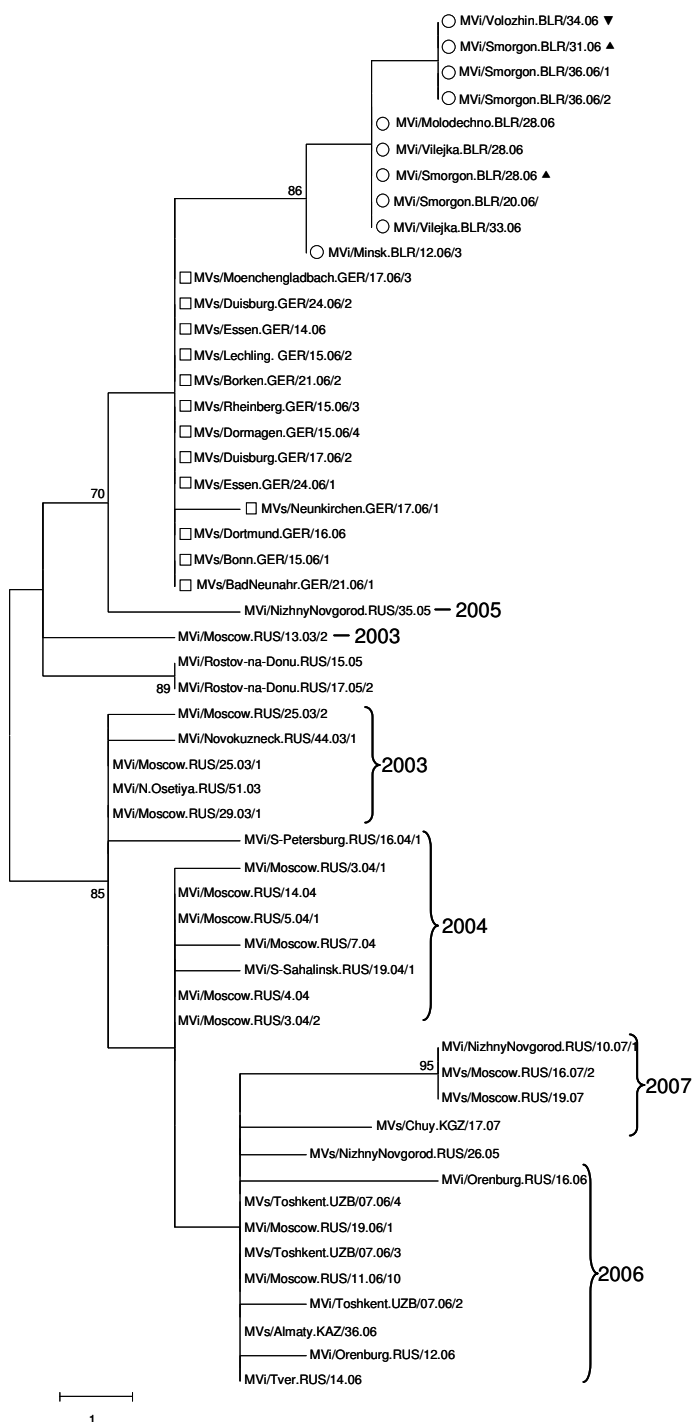 MVi/Volozhin.BLR/34.06 ▼
MVi/Smorgon.BLR/31.06 ▲
MVi/Smorgon.BLR/36.06/1
MVi/Smorgon.BLR/36.06/2
MVi/Molodechno.BLR/28.06
MVi/Vilejka.BLR/28.06
MVi/Smorgon.BLR/28.06 ▲
86
MVi/Smorgon.BLR/20.06/
MVi/Vilejka.BLR/33.06
MVi/Minsk.BLR/12.06/3
MVs/Moenchengladbach.GER/17.06/3
MVs/Duisburg.GER/24.06/2
MVs/Essen.GER/14.06
MVs/Lechling. GER/15.06/2
MVs/Borken.GER/21.06/2
MVs/Rheinberg.GER/15.06/3
MVs/Dormagen.GER/15.06/4
MVs/Duisburg.GER/17.06/2
MVs/Essen.GER/24.06/1
70
MVs/Neunkirchen.GER/17.06/1
MVs/Dortmund.GER/16.06
MVs/Bonn.GER/15.06/1
MVs/BadNeunahr.GER/21.06/1
MVi/NizhnyNovgorod.RUS/35.05 — 2005
MVi/Moscow.RUS/13.03/2 — 2003
MVi/Rostov-na-Donu.RUS/15.05
89
MVi/Rostov-na-Donu.RUS/17.05/2
MVi/Moscow.RUS/25.03/2
MVi/Novokuzneck.RUS/44.03/1
MVi/Moscow.RUS/25.03/1
2003
MVi/N.Osetiya.RUS/51.03
MVi/Moscow.RUS/29.03/1
MVi/S-Petersburg.RUS/16.04/1
MVi/Moscow.RUS/3.04/1
85
MVi/Moscow.RUS/14.04
MVi/Moscow.RUS/5.04/1
2004
MVi/Moscow.RUS/7.04
MVi/S-Sahalinsk.RUS/19.04/1
MVi/Moscow.RUS/4.04
MVi/Moscow.RUS/3.04/2
MVi/NizhnyNovgorod.RUS/10.07/1
95
MVs/Moscow.RUS/16.07/2
2007
MVs/Moscow.RUS/19.07
MVs/Chuy.KGZ/17.07
MVs/NizhnyNovgorod.RUS/26.05
MVi/Orenburg.RUS/16.06
MVs/Toshkent.UZB/07.06/4
MVi/Moscow.RUS/19.06/1
MVs/Toshkent.UZB/07.06/3
2006
MVi/Moscow.RUS/11.06/10
MVi/Toshkent.UZB/07.06/2
MVs/Almaty.KAZ/36.06
MVi/Orenburg.RUS/12.06
MVi/Tver.RUS/14.06
1